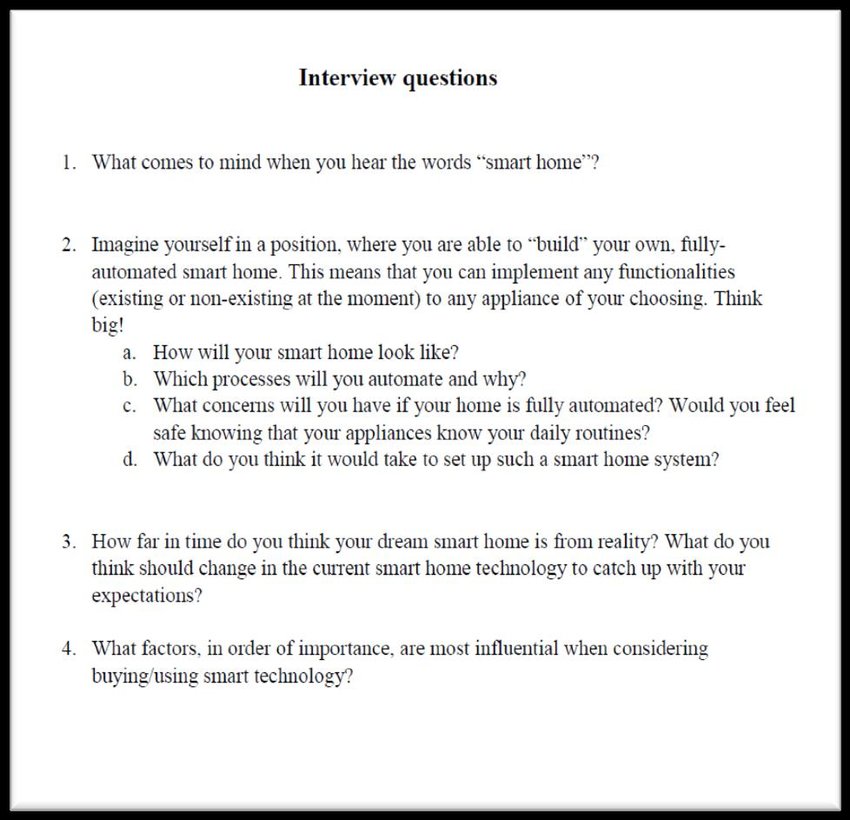 Interview questions
1. What comes to mind when you hear the words “smart home”?
2. Imagine yourself in a position, where you are able to “build” your own, fully-
automated smart home. This means that you can implement any functionalities
(existing or non-existing at the moment) to any appliance of your choosing. Think
big!
a. How will your smart home look like?
b. Which processes will you automate and why?
c. What concerns will you have if your home is fully automated? Would you feel
safe knowing that your appliances know your daily routines?
d. What do you think it would take to set up such a smart home system?
3. How far in time do you think your dream smart home is from reality? What do you
think should change in the current smart home technology to catch up with your
expectations?
4. What factors, in order of importance, are most influential when considering
buying/using smart technology?